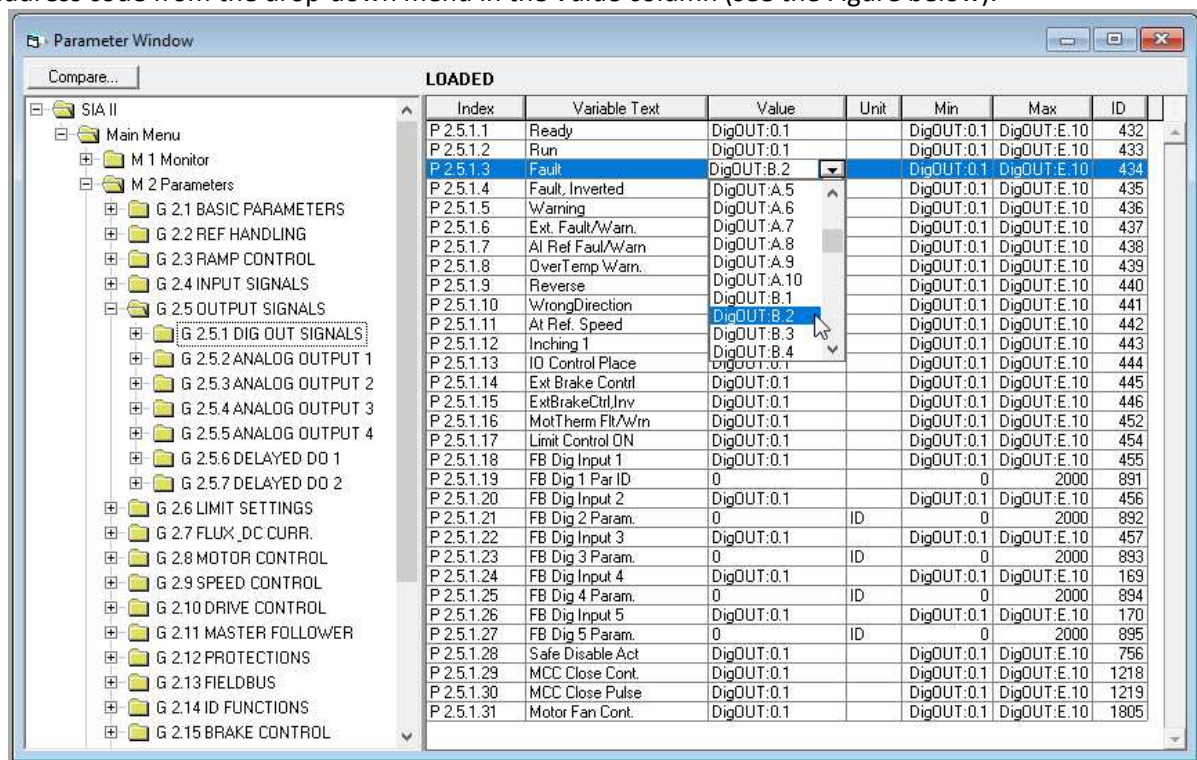 address code from the drop-down menu in the Value column (see the Figure below).
Parameter Window
Compare...
LOADED
SIA II
Main Menu
M 1 Monitor
M 2 Parameters
G 2.1 BASIC PARAMETERS
G 2.2 REF HANDLING
G 2.3 RAMP CONTROL
G 2.4 INPUT SIGNALS
G 2.5 OUTPUT SIGNALS
G 2.5.1 DIG OUT SIGNALS
G 2.5.2 ANALOG OUTPUT 1
G 2.5.3 ANALOG OUTPUT 2
G 2.5.4 ANALOG OUTPUT 3
G 2.5.5 ANALOG OUTPUT 4
G 2.5.6 DELAYED DO 1
G 2.5.7 DELAYED DO 2
G 2.6 LIMIT SETTINGS
G 2.7 FLUX_DC CURR.
G 2.8 MOTOR CONTROL
G 2.9 SPEED CONTROL
G 2.10 DRIVE CONTROL
G 2.11 MASTER FOLLOWER
G 2.12 PROTECTIONS
G 2.13 FIELDBUS
G 2.14 ID FUNCTIONS
G 2.15 BRAKE CONTROL
Index Variable Text Value Unit Min Max ID
P 2.5.1.1 Ready DigOUT:0.1 DigOUT:0.1 DigOUT:E.10 432
P 2.5.1.2 Run DigOUT:0.1 DigOUT:0.1 DigOUT:E.10 433
P 2.5.1.3 Fault DigOUT:B.2 DigOUT:0.1 DigOUT:E.10 434
P 2.5.1.4 Fault, Inverted DigOUT:A.5 DigOUT:0.1 DigOUT:E.10 435
P 2.5.1.5 Warning DigOUT:A.6 DigOUT:0.1 DigOUT:E.10 436
P 2.5.1.6 Ext. Fault/Warn. DigOUT:A.7 DigOUT:0.1 DigOUT:E.10 437
P 2.5.1.7 AI Ref Faul/Warn DigOUT:A.8 DigOUT:0.1 DigOUT:E.10 438
P 2.5.1.8 OverTemp Warn. DigOUT:A.9 DigOUT:0.1 DigOUT:E.10 439
P 2.5.1.9 Reverse DigOUT:A.10 DigOUT:0.1 DigOUT:E.10 440
P 2.5.1.10 WrongDirection DigOUT:B.1 DigOUT:0.1 DigOUT:E.10 441
P 2.5.1.11 At Ref. Speed DigOUT:B.2 DigOUT:0.1 DigOUT:E.10 442
P 2.5.1.12 Inching 1 DigOUT:B.3 DigOUT:0.1 DigOUT:E.10 443
DigOUT:B.4
P 2.5.1.13 IO Control Place DigOUT:0.1 DigOUT:0.1 DigOUT:E.10 444
P 2.5.1.14 Ext Brake Contrl DigOUT:0.1 DigOUT:0.1 DigOUT:E.10 445
P 2.5.1.15 ExtBrakeCtrl,Inv DigOUT:0.1 DigOUT:0.1 DigOUT:E.10 446
P 2.5.1.16 MotTherm Flt/Wrn DigOUT:0.1 DigOUT:0.1 DigOUT:E.10 452
P 2.5.1.17 Limit Control ON DigOUT:0.1 DigOUT:0.1 DigOUT:E.10 454
P 2.5.1.18 FB Dig Input 1 DigOUT:0.1 DigOUT:0.1 DigOUT:E.10 455
P 2.5.1.19 FB Dig 1 Par ID 0 0 2000 891
P 2.5.1.20 FB Dig Input 2 DigOUT:0.1 DigOUT:0.1 DigOUT:E.10 456
P 2.5.1.21 FB Dig 2 Param. 0 ID 0 2000 892
P 2.5.1.22 FB Dig Input 3 DigOUT:0.1 DigOUT:0.1 DigOUT:E.10 457
P 2.5.1.23 FB Dig 3 Param. 0 ID 0 2000 893
P 2.5.1.24 FB Dig Input 4 DigOUT:0.1 DigOUT:0.1 DigOUT:E.10 169
P 2.5.1.25 FB Dig 4 Param. 0 ID 0 2000 894
P 2.5.1.26 FB Dig Input 5 DigOUT:0.1 DigOUT:0.1 DigOUT:E.10 170
P 2.5.1.27 FB Dig 5 Param. 0 ID 0 2000 895
P 2.5.1.28 Safe Disable Act DigOUT:0.1 DigOUT:0.1 DigOUT:E.10 756
P 2.5.1.29 MCC Close Cont. DigOUT:0.1 DigOUT:0.1 DigOUT:E.10 1218
P 2.5.1.30 MCC Close Pulse DigOUT:0.1 DigOUT:0.1 DigOUT:E.10 1219
P 2.5.1.31 Motor Fan Cont. DigOUT:0.1 DigOUT:0.1 DigOUT:E.10 1805